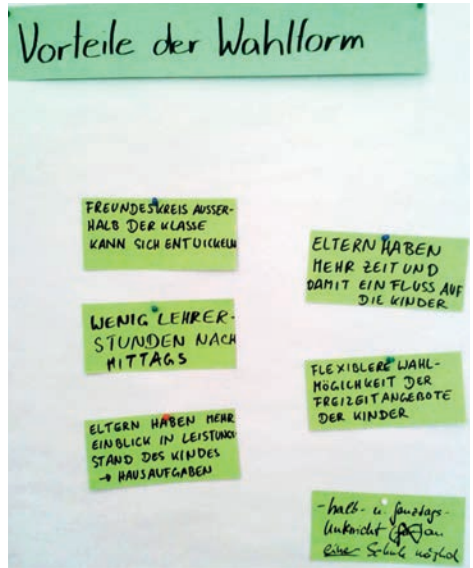 Vorteile der Wahlform
FREUNDESKREIS AUSSER-
HALB DER KLASSE
KANN SICH ENTWICKELN
WENIG LEHRER-
STUNDEN NACH
MITTAGS
ELTERN HABEN MEHR
EINBLICK IN LEISTUNGS
STAND DES KINDES
→ HAUSAUFGABEN
ELTERN HABEN
MEHR ZEIT UND
DAMIT EINFLUSS AUF
DIE KINDER
FLEXIBLERE WAHL-
MÖGLICHKEIT DER
FREIZEITANGEBOTE
DER KINDER
- halb- u. ganztags-
Unterricht an
einer Schule möglich